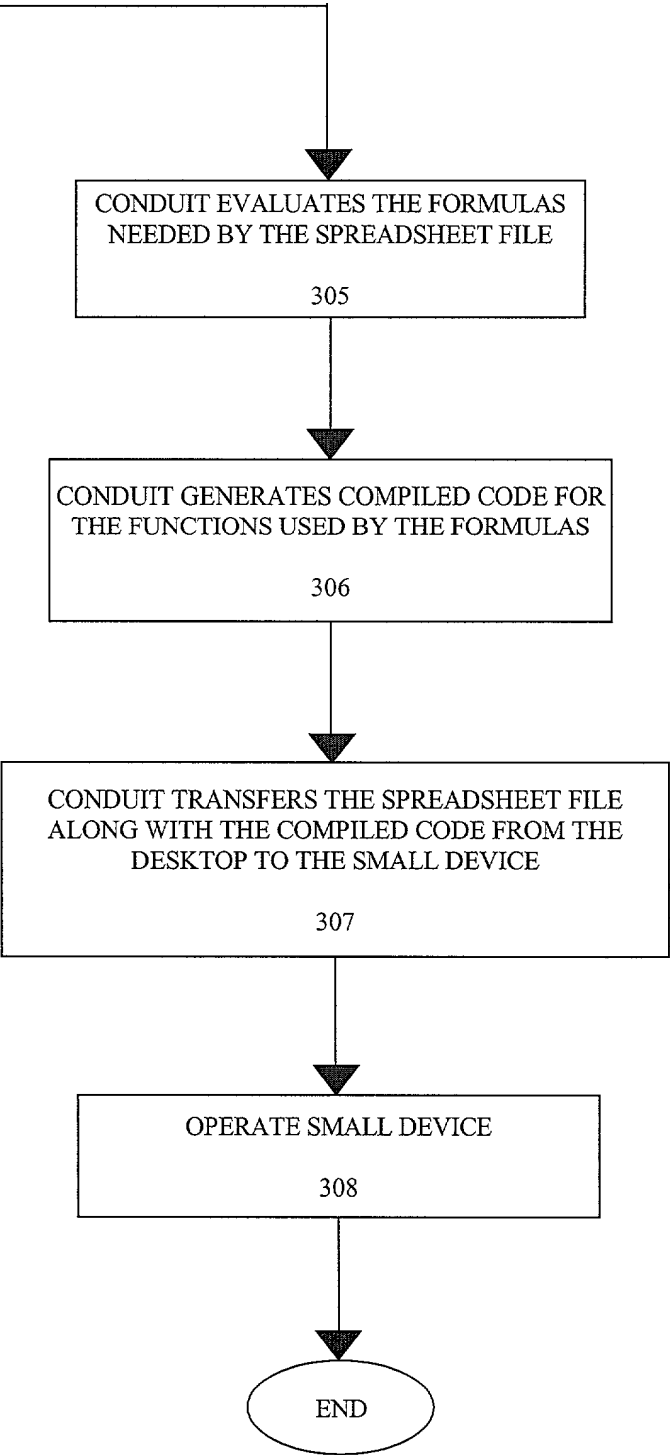 CONDUIT EVALUATES THE FORMULAS
NEEDED BY THE SPREADSHEET FILE
305
CONDUIT GENERATES COMPILED CODE FOR
THE FUNCTIONS USED BY THE FORMULAS
306
CONDUIT TRANSFERS THE SPREADSHEET FILE
ALONG WITH THE COMPILED CODE FROM THE
DESKTOP TO THE SMALL DEVICE
307
OPERATE SMALL DEVICE
308
END